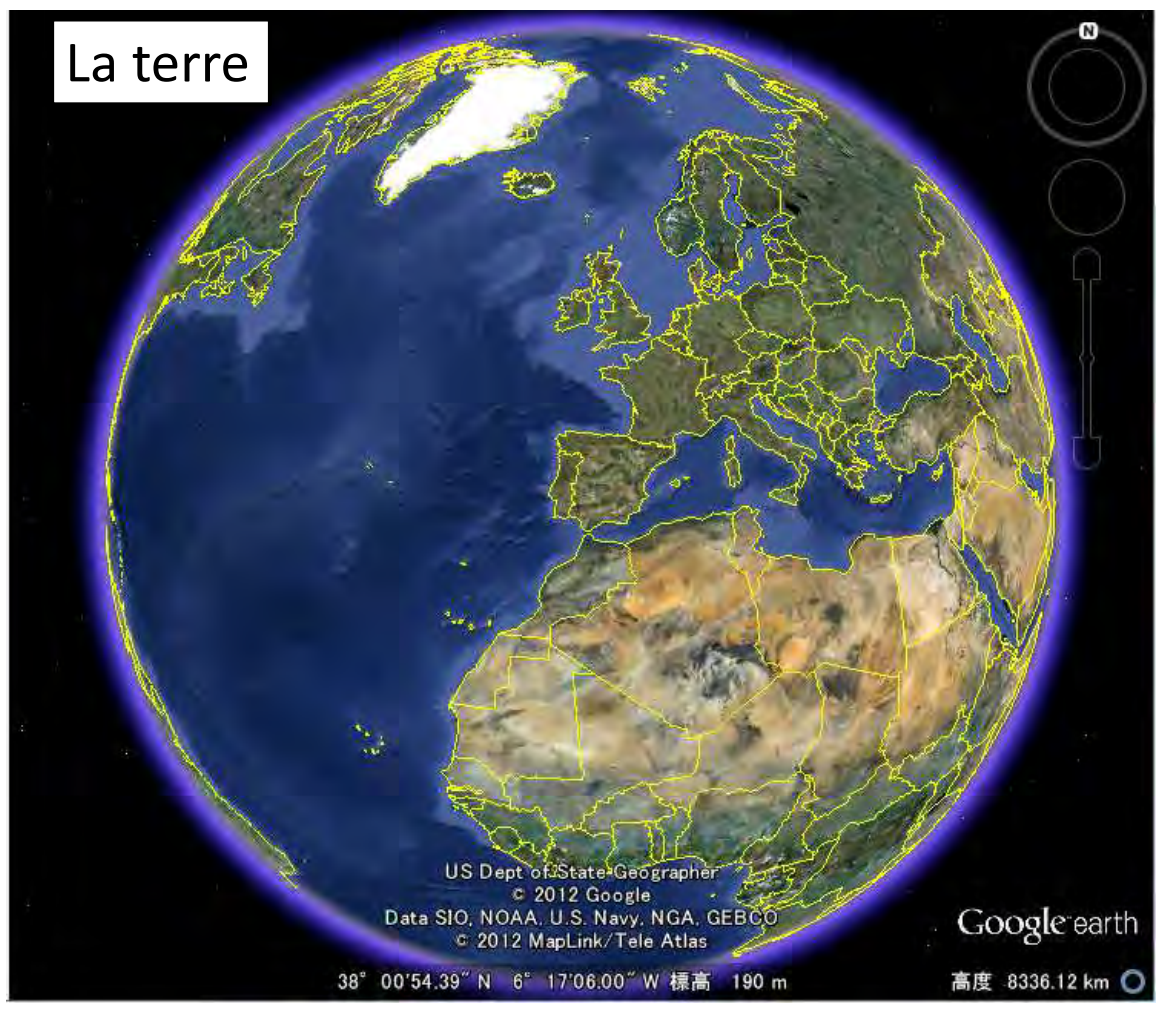 La terre
N
US Dept of State Geographer
© 2012 Google
Data SIO, NOAA, U.S. Navy, NGA, GEBCO
© 2012 MapLink/Tele Atlas
Google earth
38° 00'54.39" N 6° 17'06.00" W 標高 190 m
高度 8336.12 km